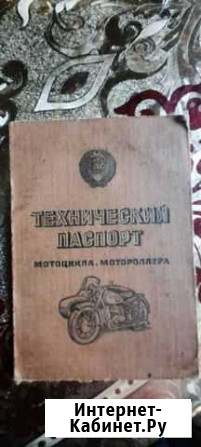 ТЕХНИЧЕСКИЙ
ПАСПОРТ
МОТОЦИКЛА, МОТОРОЛЛЕРА
Интернет-
Кабинет.Ру